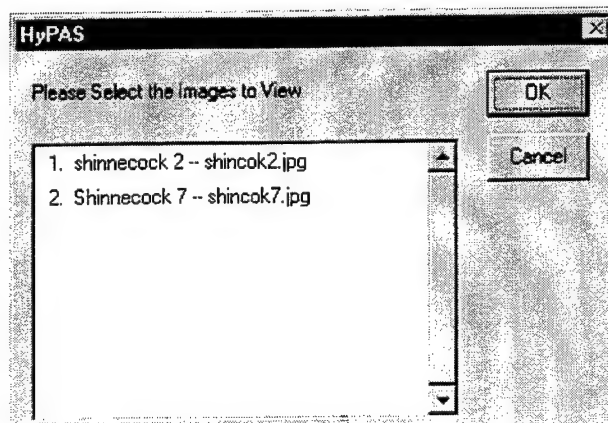 HyPAS
Please Select the Images to View
OK
Cancel
1. shinnecock 2 -- shincok2.jpg
2. Shinnecock 7 -- shincok7.jpg